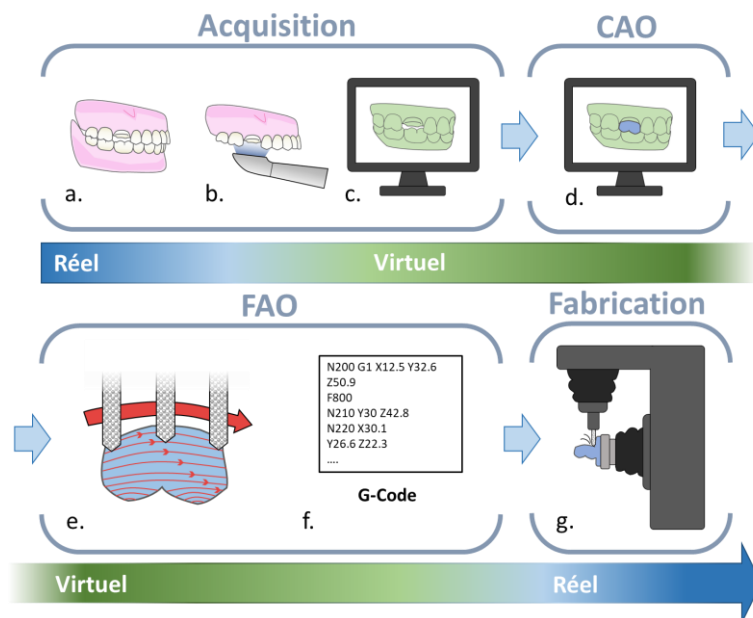 Acquisition
CAO
a.
b.
c.
d.
Réel
Virtuel
FAO
Fabrication
N200 G1 X12.5 Y32.6
Z50.9
F800
N210 Y30 Z42.8
N220 X30.1
Y26.6 Z22.3
....
G-Code
e.
f.
g.
Virtuel
Réel